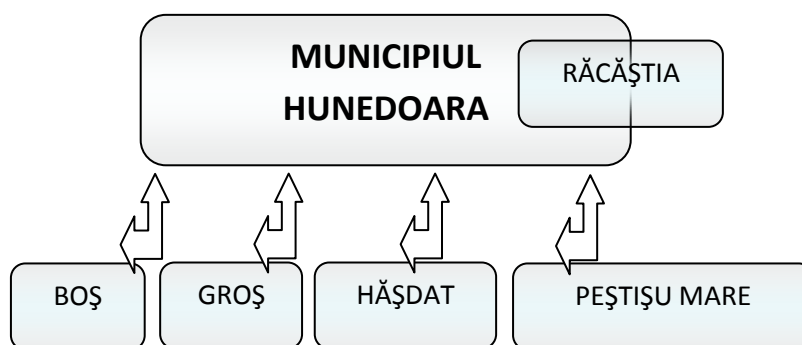 MUNICIPIUL
HUNEDOARA
RĂCĂŞTIA
BOŞ
GROŞ
HĂŞDAT
PEŞTIŞU MARE